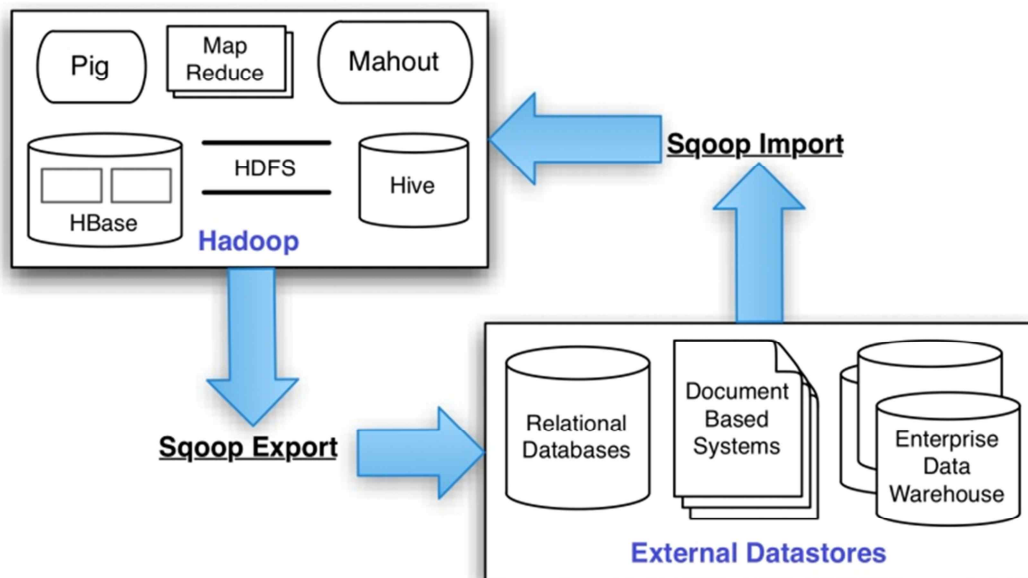 Pig
Map
Reduce
Mahout
HBase
HDFS
Hive
Hadoop
Sqoop Import
Sqoop Export
Relational
Databases
Document
Based
Systems
Enterprise
Data
Warehouse
External Datastores